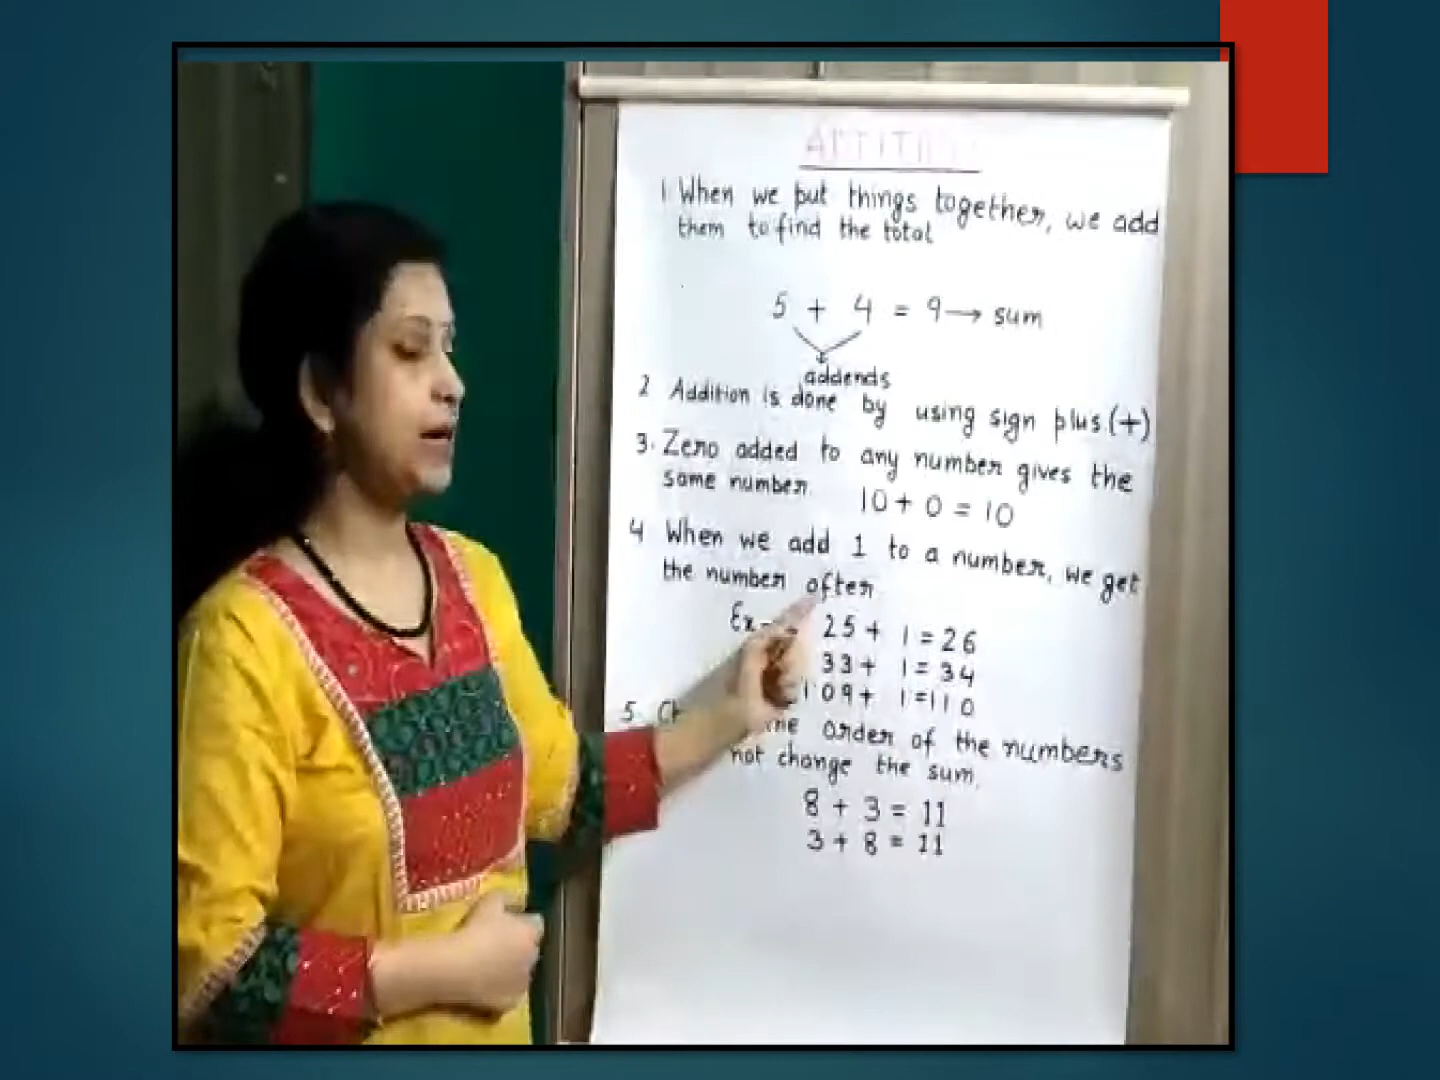 1 When we put things together, we add
them to find the total
5 + 4 = 9 → sum
addends
2 Addition is done by using sign plus (+)
3. Zero added to any number gives the
same number. 10 + 0 = 10
4 When we add 1 to a number, we get
the number after
Ex- 25 + 1 = 26
33 + 1 = 34
109 + 1 = 110
5. the order of the numbers
not change the sum.
8 + 3 = 11
3 + 8 = 11